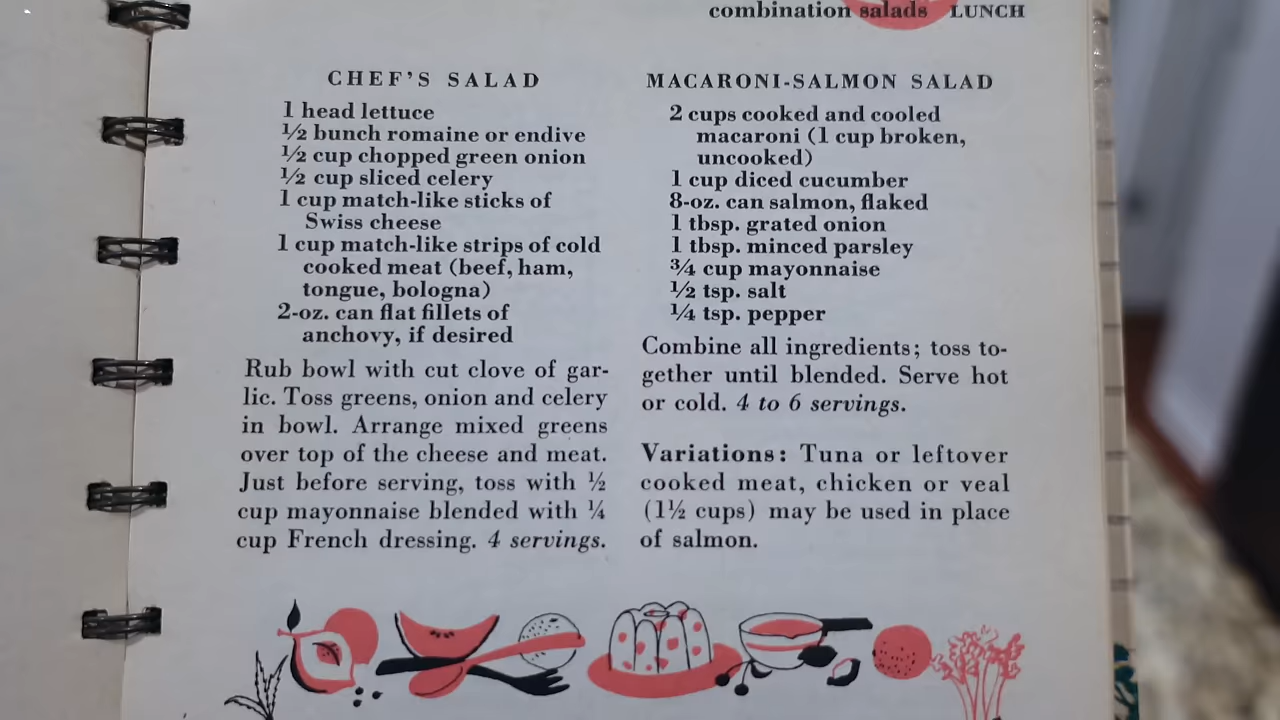 combination salads LUNCH
CHEF'S SALAD
1 head lettuce
½ bunch romaine or endive
½ cup chopped green onion
½ cup sliced celery
1 cup match-like sticks of
Swiss cheese
1 cup match-like strips of cold
cooked meat (beef, ham,
tongue, bologna)
2-oz. can flat fillets of
anchovy, if desired
Rub bowl with cut clove of gar-
lic. Toss greens, onion and celery
in bowl. Arrange mixed greens
over top of the cheese and meat.
Just before serving, toss with ½
cup mayonnaise blended with ¼
cup French dressing. 4 servings.
MACARONI-SALMON SALAD
2 cups cooked and cooled
macaroni (1 cup broken,
uncooked)
1 cup diced cucumber
8-oz. can salmon, flaked
1 tbsp. grated onion
1 tbsp. minced parsley
¾ cup mayonnaise
½ tsp. salt
¼ tsp. pepper
Combine all ingredients; toss to-
gether until blended. Serve hot
or cold. 4 to 6 servings.
Variations: Tuna or leftover
cooked meat, chicken or veal
(1½ cups) may be used in place
of salmon.